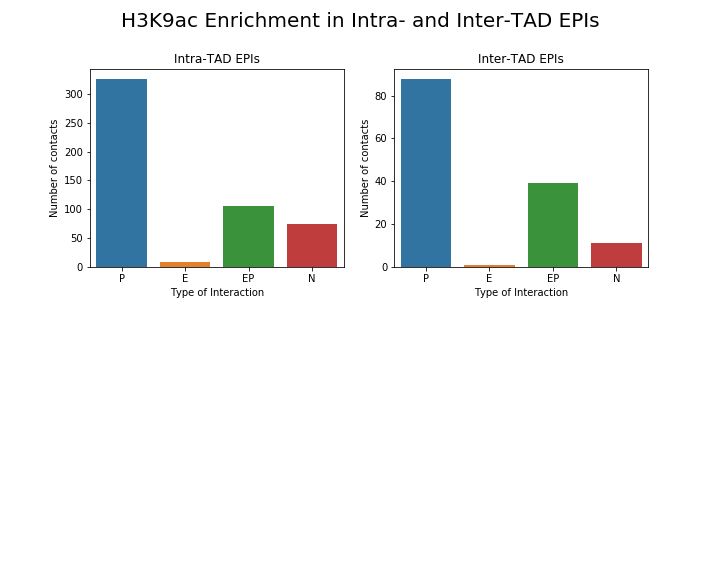 H3K9ac Enrichment in Intra- and Inter-TAD EPIs
Intra-TAD EPIs
Number of contacts
300
250
200
150
100
50
0
P E EP N
Type of Interaction
Inter-TAD EPIs
Number of contacts
80
60
40
20
0
P E EP N
Type of Interaction